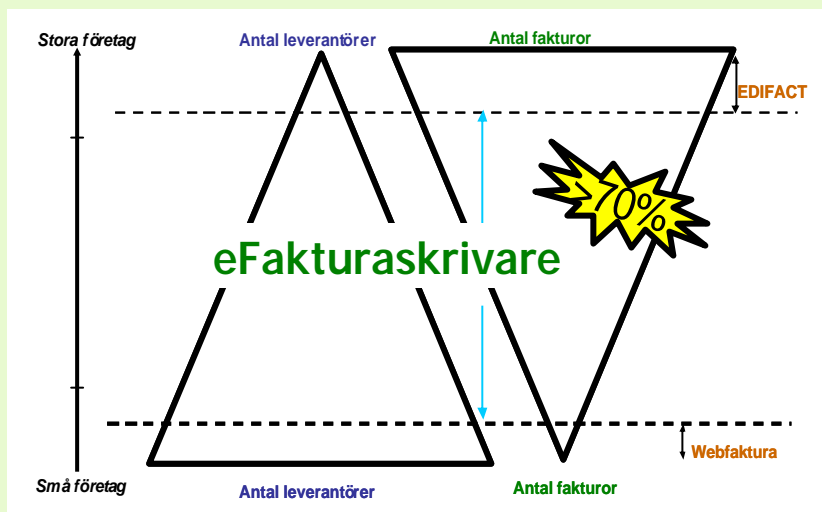 Stora företag
Antal leverantörer
Antal fakturor
EDIFACT
>70%
eFakturaskrivare
Webfaktura
Små företag
Antal leverantörer
Antal fakturor